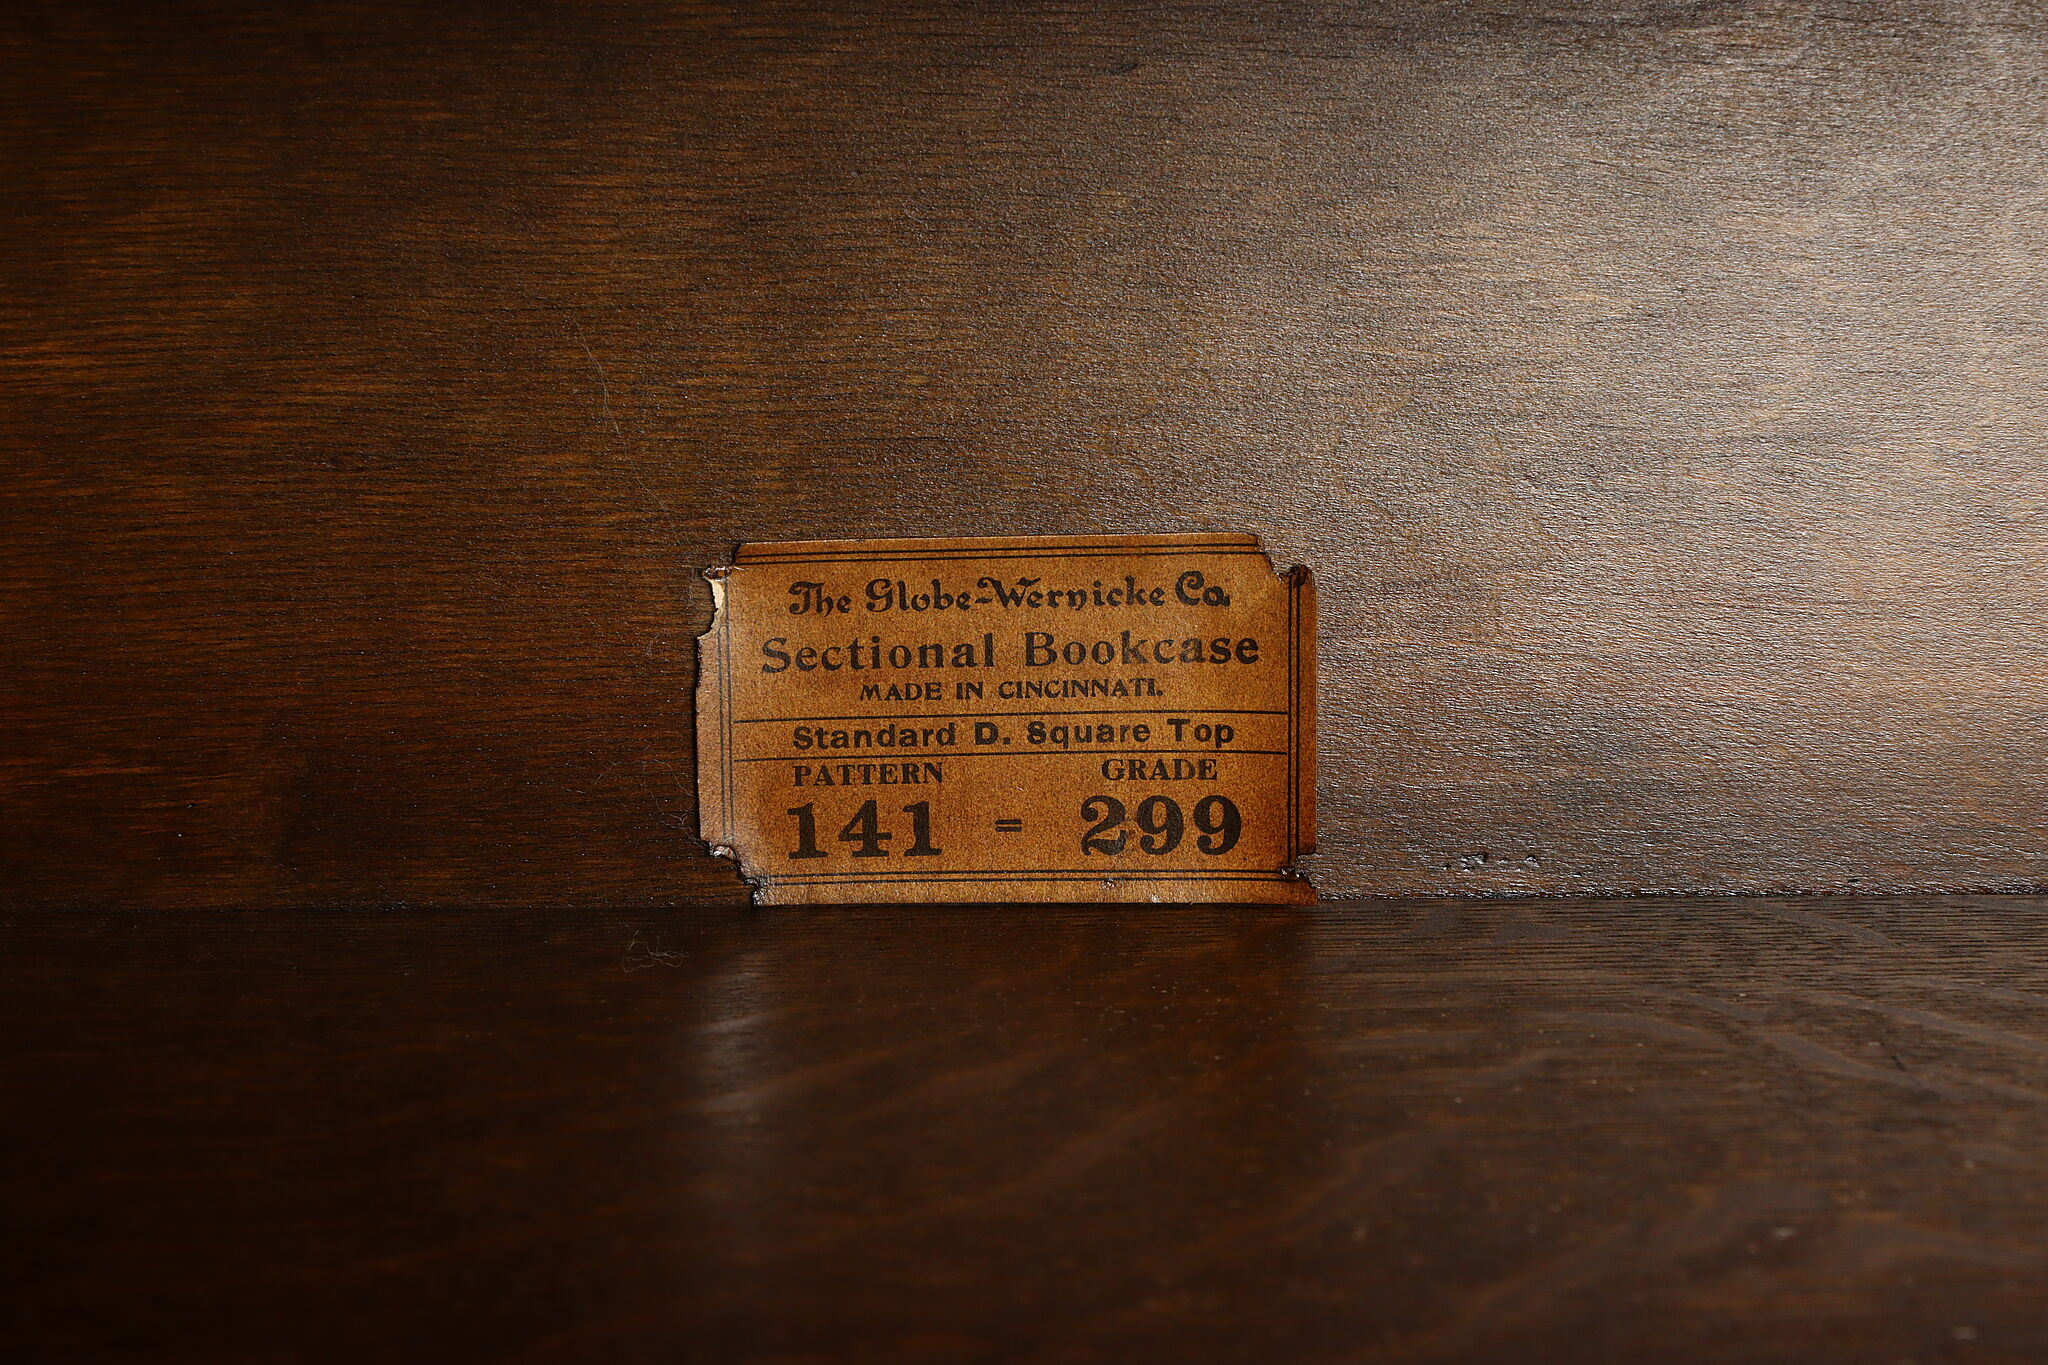 The Globe-Wernicke Co.
Sectional Bookcase
MADE IN CINCINNATI.
Standard D. Square Top
PATTERN GRADE
141 = 299